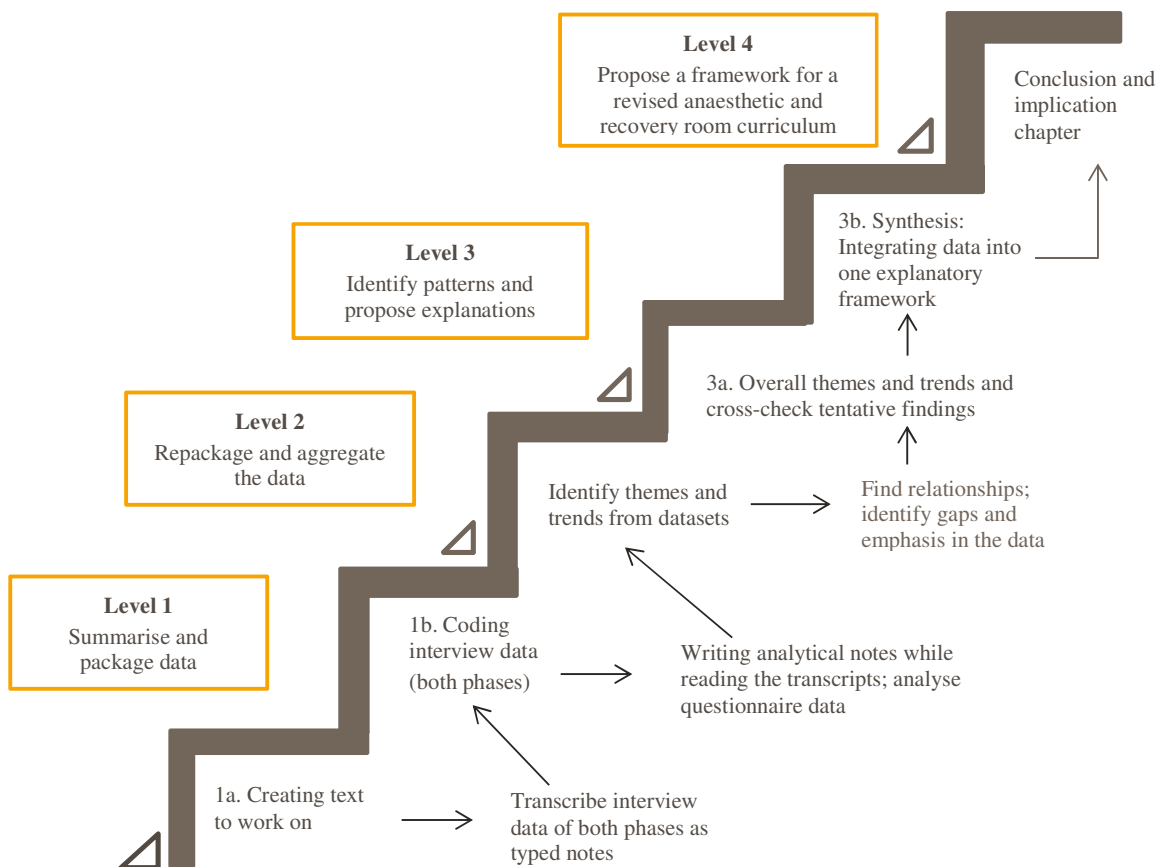 Level 4
Propose a framework for a
revised anaesthetic and
recovery room curriculum
Conclusion and
implication
chapter
Level 3
Identify patterns and
propose explanations
3b. Synthesis:
Integrating data into
one explanatory
framework
3a. Overall themes and trends and
cross-check tentative findings
Level 2
Repackage and aggregate
the data
Identify themes and
trends from datasets
Find relationships;
identify gaps and
emphasis in the data
Level 1
Summarise and
package data
1b. Coding
interview data
(both phases)
Writing analytical notes while
reading the transcripts; analyse
questionnaire data
1a. Creating text
to work on
Transcribe interview
data of both phases as
typed notes